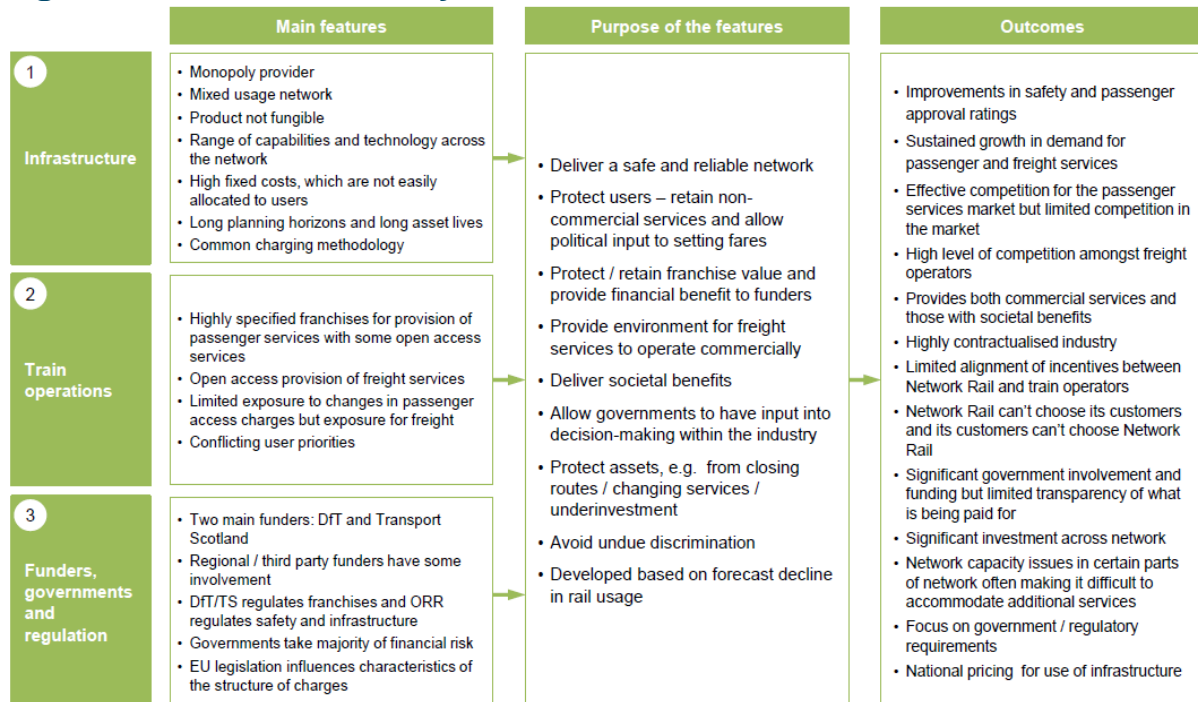 Main features
Purpose of the features
Outcomes
1
Infrastructure
• Monopoly provider
• Mixed usage network
• Product not fungible
• Range of capabilities and technology across
the network
• High fixed costs, which are not easily
allocated to users
• Long planning horizons and long asset lives
• Common charging methodology
2
Train
operations
• Highly specified franchises for provision of
passenger services with some open access
services
• Open access provision of freight services
• Limited exposure to changes in passenger
access charges but exposure for freight
• Conflicting user priorities
3
Funders,
governments
and
regulation
• Two main funders: DfT and Transport
Scotland
• Regional / third party funders have some
involvement
• DfT/TS regulates franchises and ORR
regulates safety and infrastructure
• Governments take majority of financial risk
• EU legislation influences characteristics of
the structure of charges
• Deliver a safe and reliable network
• Protect users – retain non-
commercial services and allow
political input to setting fares
• Protect / retain franchise value and
provide financial benefit to funders
• Provide environment for freight
services to operate commercially
• Deliver societal benefits
• Allow governments to have input into
decision-making within the industry
• Protect assets, e.g. from closing
routes / changing services /
underinvestment
• Avoid undue discrimination
• Developed based on forecast decline
in rail usage
• Improvements in safety and passenger
approval ratings
• Sustained growth in demand for
passenger and freight services
• Effective competition for the passenger
services market but limited competition in
the market
• High level of competition amongst freight
operators
• Provides both commercial services and
those with societal benefits
• Highly contractualised industry
• Limited alignment of incentives between
Network Rail and train operators
• Network Rail can't choose its customers
and its customers can't choose Network
Rail
• Significant government involvement and
funding but limited transparency of what
is being paid for
• Significant investment across network
• Network capacity issues in certain parts
of network often making it difficult to
accommodate additional services
• Focus on government / regulatory
requirements
• National pricing for use of infrastructure